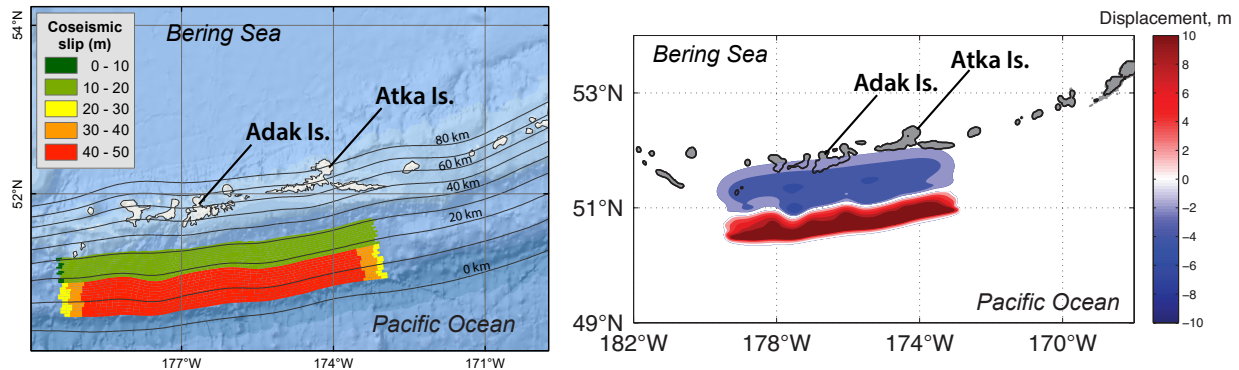 54°N
52°N
Coseismic
slip (m)
0 - 10
10 - 20
20 - 30
30 - 40
40 - 50
Bering Sea
Atka Is.
Adak Is.
80 km
60 km
40 km
20 km
0 km
Pacific Ocean
177°W
174°W
171°W
Displacement, m
Bering Sea
Atka Is.
Adak Is.
Pacific Ocean
53°N
51°N
49°N
182°W
178°W
174°W
170°W
10
8
6
4
2
0
−2
−4
−6
−8
−10